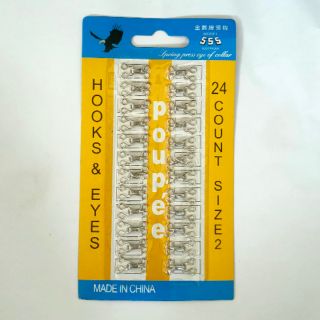 555
Spring press eye of collar
HOOKS & EYES
poupée
24 COUNT SIZE 2
MADE IN CHINA